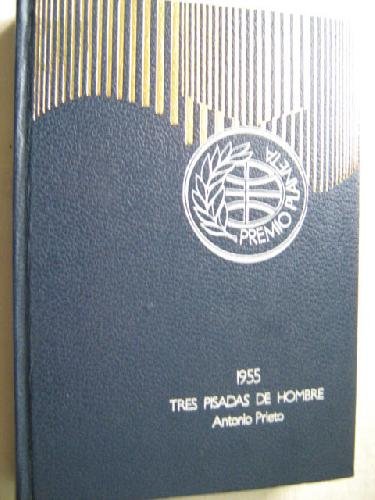 PREMIO PLANETA
1955
TRES PISADAS DE HOMBRE
Antonio Prieto